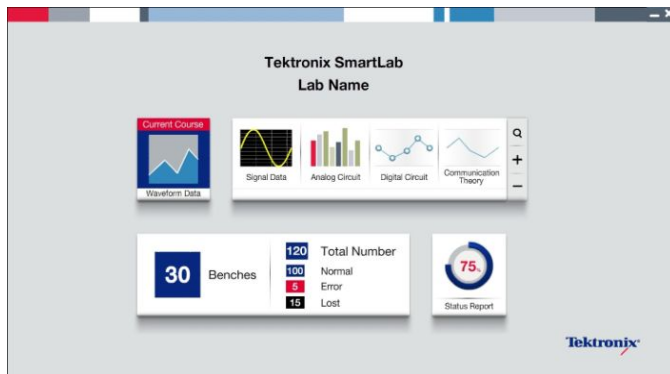 Tektronix SmartLab
Lab Name
Current Course
Waveform Data
Signal Data
Analog Circuit
Digital Circuit
Communication
Theory
30 Benches
120 Total Number
100 Normal
5 Error
15 Lost
75%
Status Report
Tektronix